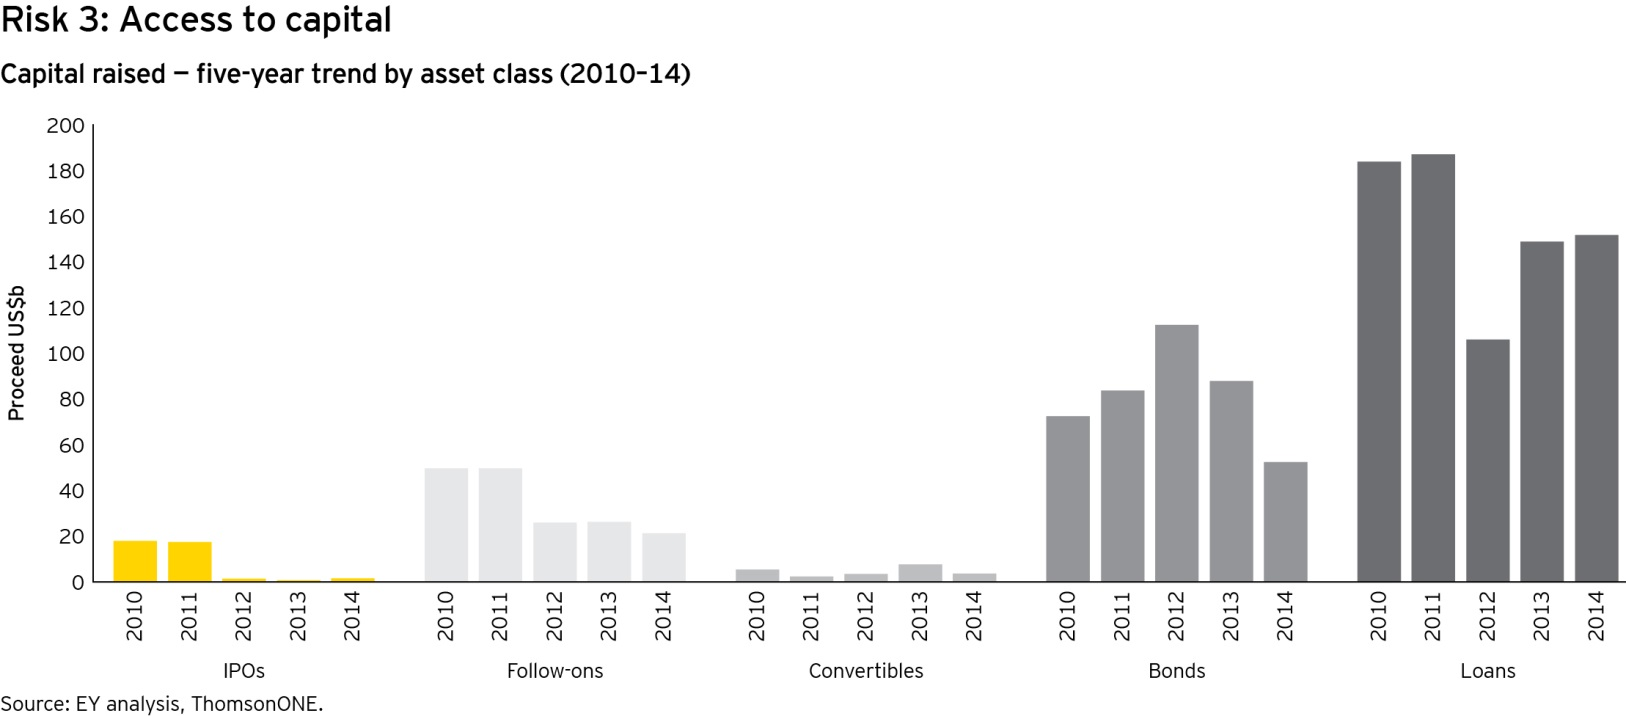 Risk 3: Access to capital
Capital raised – five-year trend by asset class (2010–14)
Proceed US$b
200
180
160
140
120
100
80
60
40
20
0
2010 2011 2012 2013 2014 2010 2011 2012 2013 2014 2010 2011 2012 2013 2014 2010 2011 2012 2013 2014 2010 2011 2012 2013 2014
IPOs Follow-ons Convertibles Bonds Loans
Source: EY analysis, ThomsonONE.